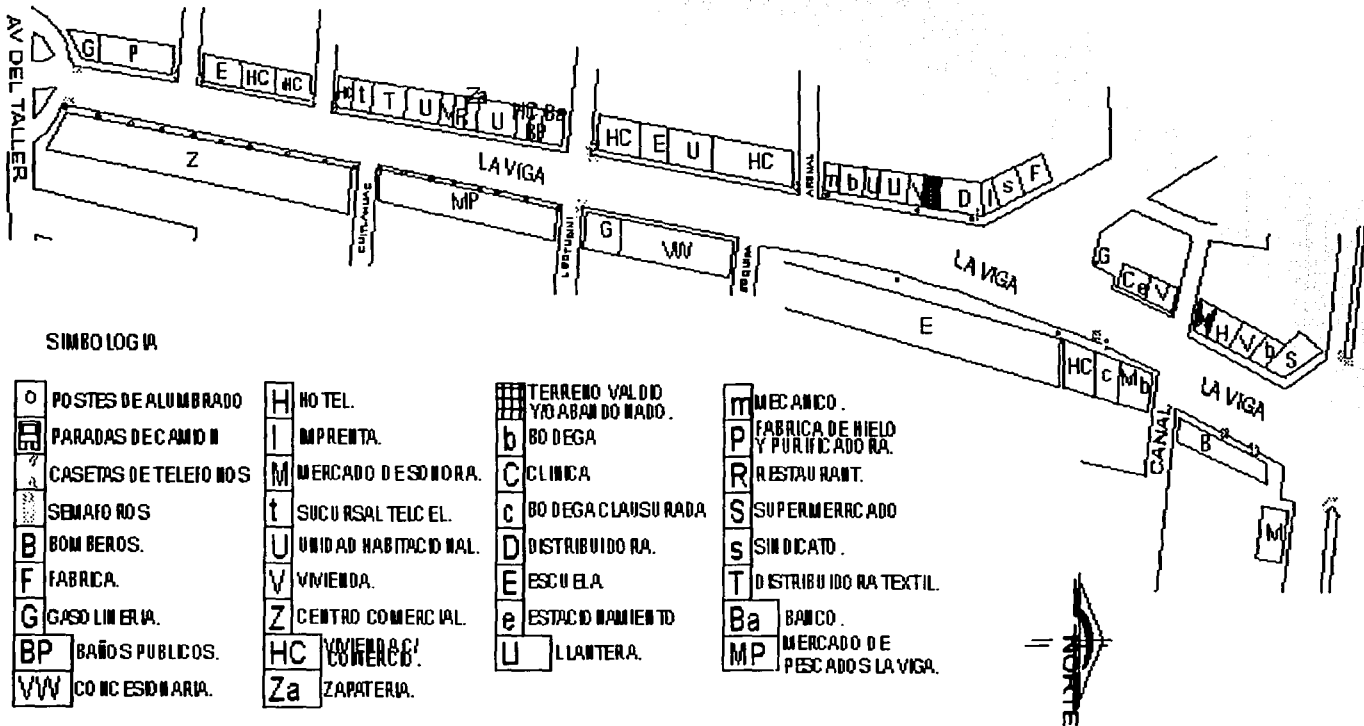 AV DEL TALLER
G P
E HC HC
HC t T U M R U BP
Za
HC Ba
HC E U HC
m b U U V D I s F
Z
LA VIGA
MP
G VW
LA VIGA
E
HC c M b
G
C e V
M H V b S
LA VIGA
CANAL
B
M
SIMBOLOGIA
o POSTES DE ALUMBRADO
PARADAS DE CAMION
CASETAS DE TELEFONOS
SEMAFOROS
B BOMBEROS.
F FABRICA.
G GASOLINERIA.
BP BAÑOS PUBLICOS.
VW CONCESIONARIA.
H HOTEL.
I IMPRENTA.
M MERCADO DE SONORA.
t SUCURSAL TELCEL.
U UNIDAD HABITACIONAL.
V VIVIENDA.
Z CENTRO COMERCIAL.
HC VIVIENDA C/
COMERCIO.
Za ZAPATERIA.
TERRENO VALDIO
Y/O ABANDONADO.
b BODEGA
C CLINICA
c BODEGA CLAUSURADA
D DISTRIBUIDORA.
E ESCUELA
e ESTACIONAMIENTO
U LLANTERA.
m MECANICO.
P FABRICA DE HIELO
Y PURIFICADORA.
R RESTAURANT.
S SUPERMERRCADO
s SINDICATO.
T DISTRIBUIDORA TEXTIL.
Ba BANCO.
MP MERCADO DE
PESCADOS LA VIGA.
NORTE